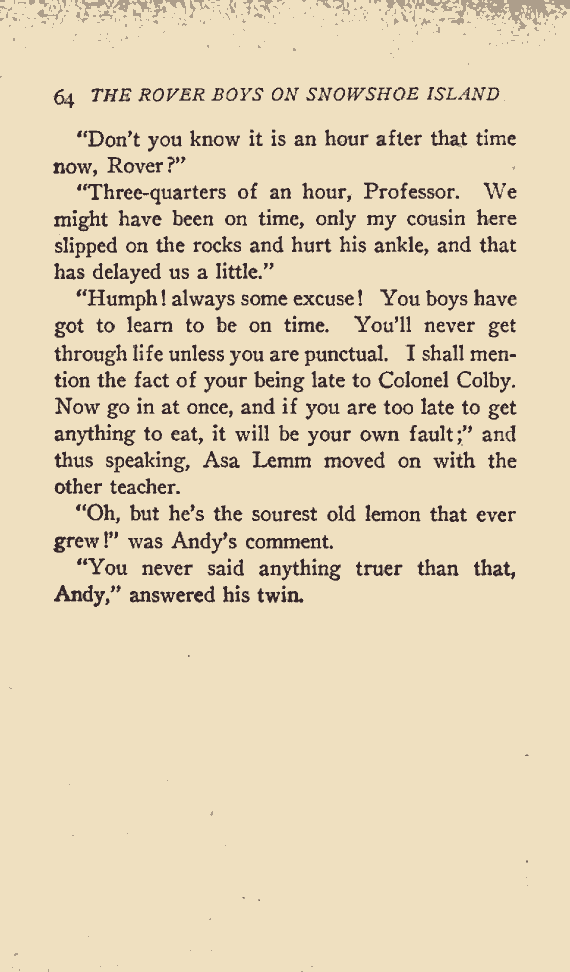 64 THE ROVER BOYS ON SNOWSHOE ISLAND
"Don't you know it is an hour after that time
now, Rover?"
"Three-quarters of an hour, Professor. We
might have been on time, only my cousin here
slipped on the rocks and hurt his ankle, and that
has delayed us a little."
"Humph! always some excuse! You boys have
got to learn to be on time. You'll never get
through life unless you are punctual. I shall men-
tion the fact of your being late to Colonel Colby.
Now go in at once, and if you are too late to get
anything to eat, it will be your own fault;" and
thus speaking, Asa Lemm moved on with the
other teacher.
"Oh, but he's the sourest old lemon that ever
grew!" was Andy's comment.
"You never said anything truer than that,
Andy," answered his twin.